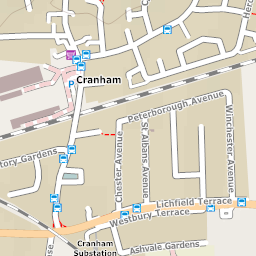 Cranham
P
Peterborough Avenue
Winchester Avenue
tory Gardens
Chester Avenue
St. Albans Avenue
Lichfield Terrace
Westbury Terrace
Cranham
Substation
Ashvale Gardens